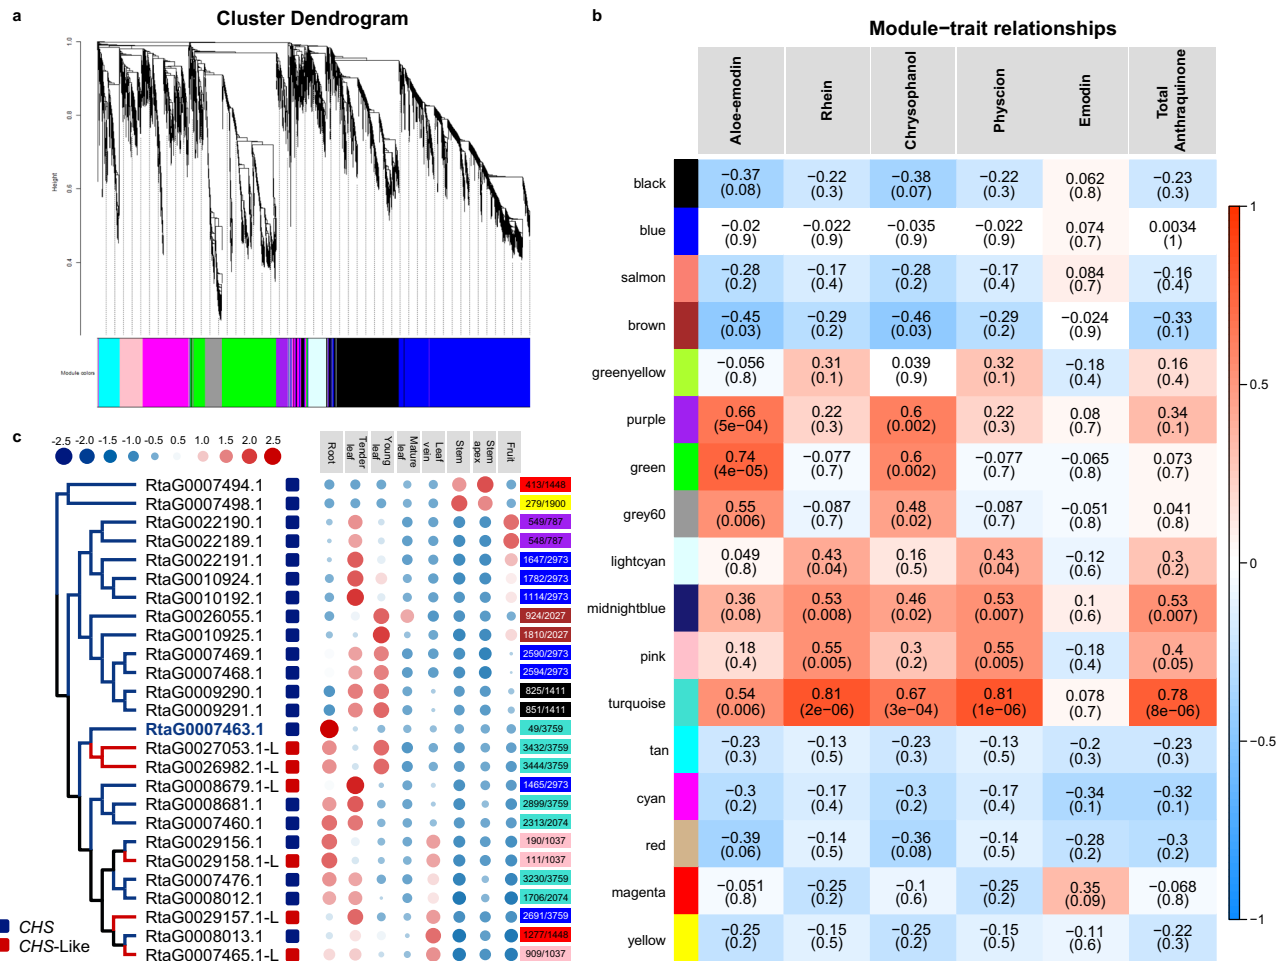 a
Cluster Dendrogram
Height
1.0
0.8
0.6
0.4
Module colors
b
Module−trait relationships
Aloe-emodin
Rhein
Chrysophanol
Physcion
Emodin
Total
Anthraquinone
black
−0.37 −0.22 −0.38 −0.22 0.062 −0.23
(0.08) (0.3) (0.07) (0.3) (0.8) (0.3)
blue
−0.02 −0.022 −0.035 −0.022 0.074 0.0034
(0.9) (0.9) (0.9) (0.9) (0.7) (1)
salmon
−0.28 −0.17 −0.28 −0.17 0.084 −0.16
(0.2) (0.4) (0.2) (0.4) (0.7) (0.4)
brown
−0.45 −0.29 −0.46 −0.29 −0.024 −0.33
(0.03) (0.2) (0.03) (0.2) (0.9) (0.1)
greenyellow
−0.056 0.31 0.039 0.32 −0.18 0.16
(0.8) (0.1) (0.9) (0.1) (0.4) (0.4)
purple
0.66 0.22 0.6 0.22 0.08 0.34
(5e−04) (0.3) (0.002) (0.3) (0.7) (0.1)
green
0.74 −0.077 0.6 −0.077 −0.065 0.073
(4e−05) (0.7) (0.002) (0.7) (0.8) (0.7)
grey60
0.55 −0.087 0.48 −0.087 −0.051 0.041
(0.006) (0.7) (0.02) (0.7) (0.8) (0.8)
lightcyan
0.049 0.43 0.16 0.43 −0.12 0.3
(0.8) (0.04) (0.5) (0.04) (0.6) (0.2)
midnightblue
0.36 0.53 0.46 0.53 0.1 0.53
(0.08) (0.008) (0.02) (0.007) (0.6) (0.007)
pink
0.18 0.55 0.3 0.55 −0.18 0.4
(0.4) (0.005) (0.2) (0.005) (0.4) (0.05)
turquoise
0.54 0.81 0.67 0.81 0.078 0.78
(0.006) (2e−06) (3e−04) (1e−06) (0.7) (8e−06)
tan
−0.23 −0.13 −0.23 −0.13 −0.2 −0.23
(0.3) (0.5) (0.3) (0.5) (0.3) (0.3)
cyan
−0.3 −0.17 −0.3 −0.17 −0.34 −0.32
(0.2) (0.4) (0.2) (0.4) (0.1) (0.1)
red
−0.39 −0.14 −0.36 −0.14 −0.28 −0.3
(0.06) (0.5) (0.08) (0.5) (0.2) (0.2)
magenta
−0.051 −0.25 −0.1 −0.25 0.35 −0.068
(0.8) (0.2) (0.6) (0.2) (0.09) (0.8)
yellow
−0.25 −0.15 −0.25 −0.15 −0.11 −0.22
(0.2) (0.5) (0.2) (0.5) (0.6) (0.3)
1
0.5
0
−0.5
−1
c
-2.5 -2.0 -1.5 -1.0 -0.5 0.5 1.0 1.5 2.0 2.5
Root
Tender
leaf
Young
leaf
Mature
leaf
Leaf
vein
Stem
Stem
apex
Fruit
RtaG0007494.1 413/1448
RtaG0007498.1 279/1900
RtaG0022190.1 549/787
RtaG0022189.1 548/787
RtaG0022191.1 1647/2973
RtaG0010924.1 1782/2973
RtaG0010192.1 1114/2973
RtaG0026055.1 924/2027
RtaG0010925.1 1810/2027
RtaG0007469.1 2590/2973
RtaG0007468.1 2594/2973
RtaG0009290.1 825/1411
RtaG0009291.1 851/1411
RtaG0007463.1 49/3759
RtaG0027053.1-L 3432/3759
RtaG0026982.1-L 3444/3759
RtaG0008679.1-L 1465/2973
RtaG0008681.1 2899/3759
RtaG0007460.1 2313/2074
RtaG0029156.1 190/1037
RtaG0029158.1-L 111/1037
RtaG0007476.1 3230/3759
RtaG0008012.1 1706/2074
RtaG0029157.1-L 2691/3759
RtaG0008013.1 1277/1448
RtaG0007465.1-L 909/1037
CHS
CHS-Like